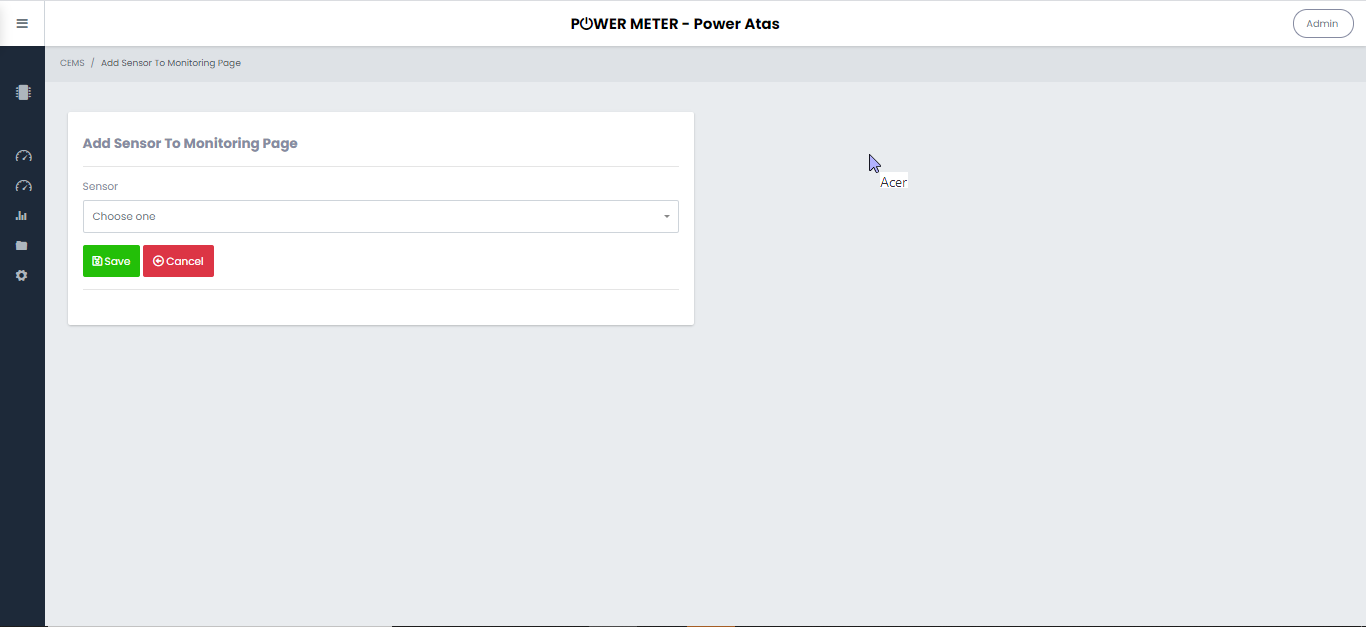 P⏻WER METER - Power Atas
Admin
CEMS / Add Sensor To Monitoring Page
Acer
Add Sensor To Monitoring Page
Sensor
Choose one
Save Cancel